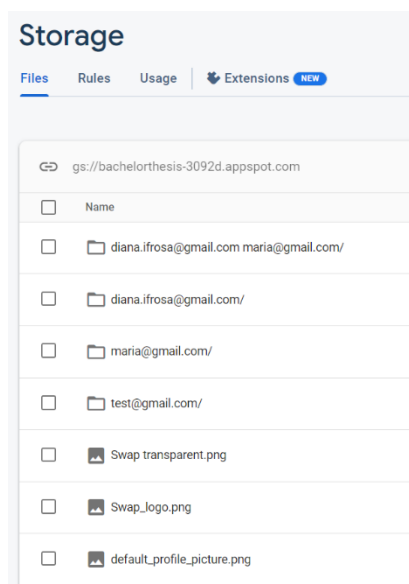 Storage
Files Rules Usage Extensions NEW
gs://bachelorthesis-3092d.appspot.com
Name
diana.ifrosa@gmail.com maria@gmail.com/
diana.ifrosa@gmail.com/
maria@gmail.com/
test@gmail.com/
Swap transparent.png
Swap_logo.png
default_profile_picture.png